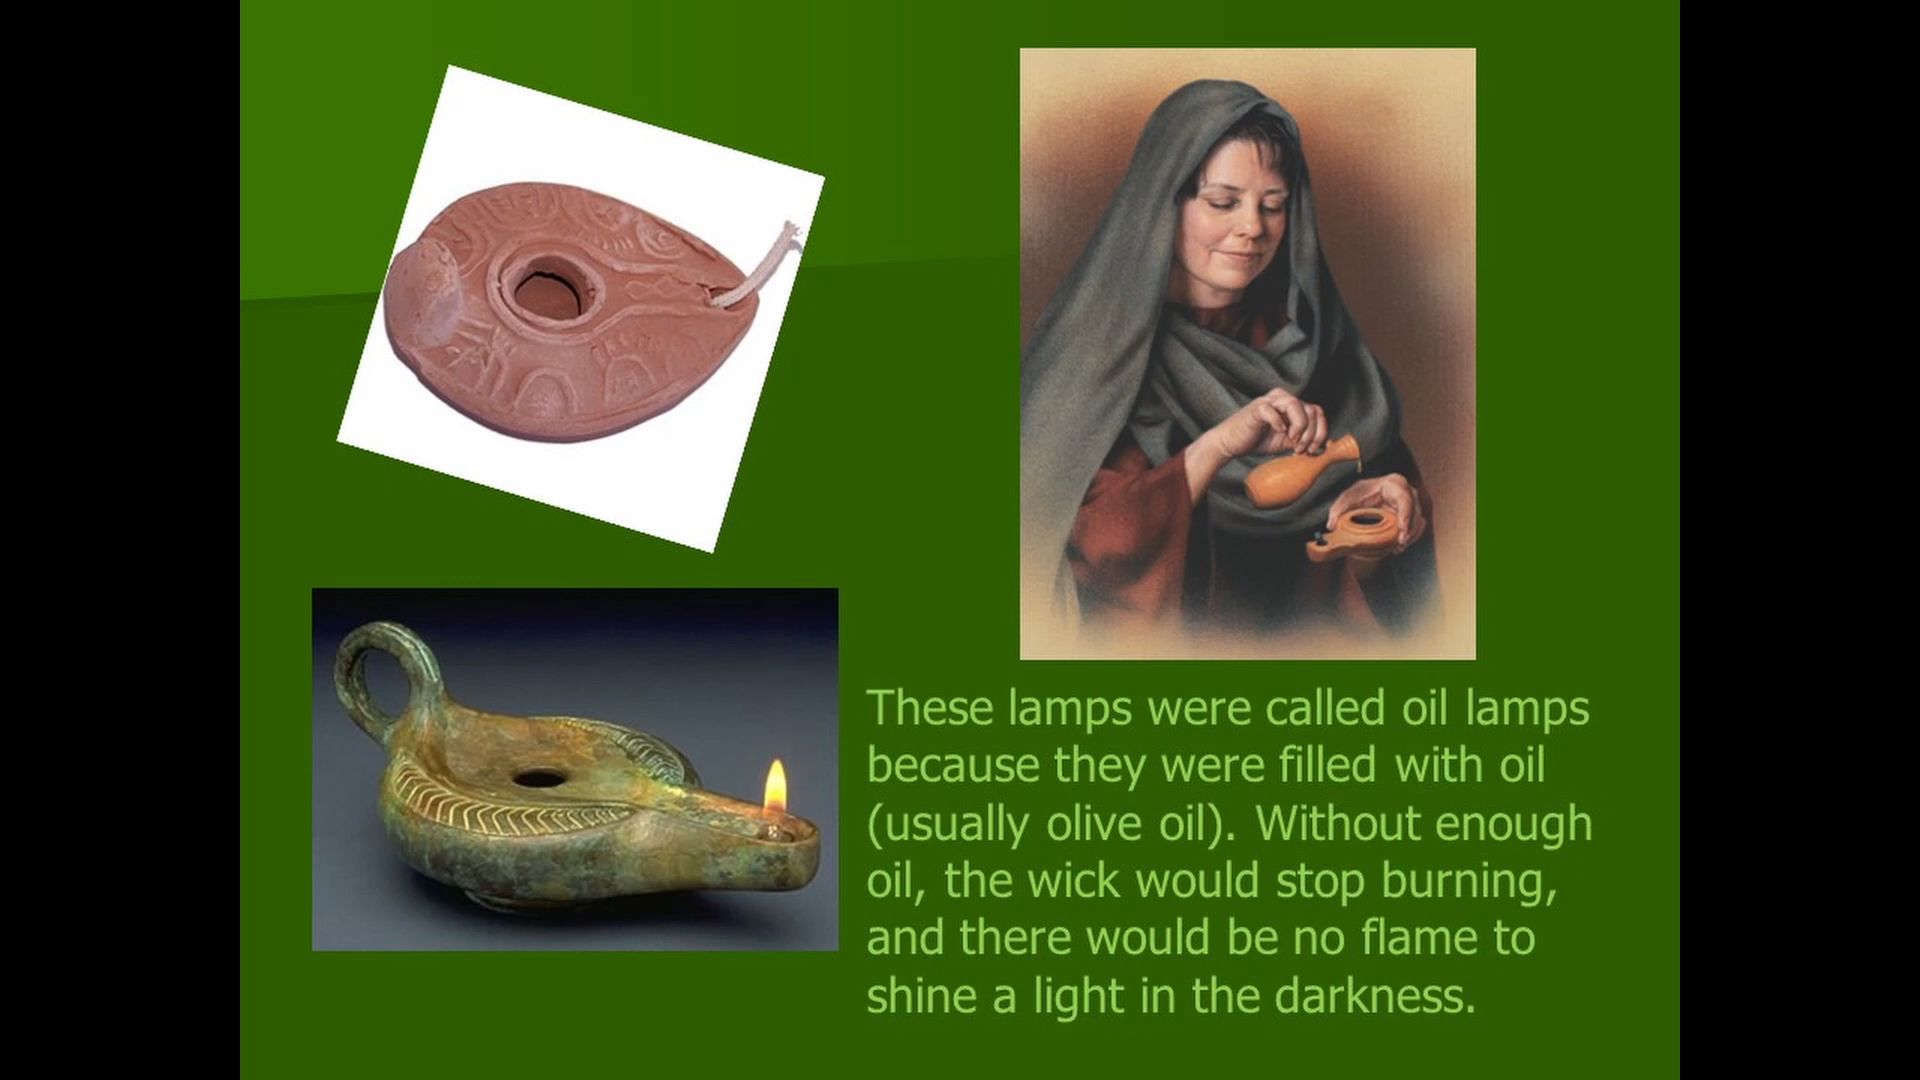 These lamps were called oil lamps
because they were filled with oil
(usually olive oil). Without enough
oil, the wick would stop burning,
and there would be no flame to
shine a light in the darkness.